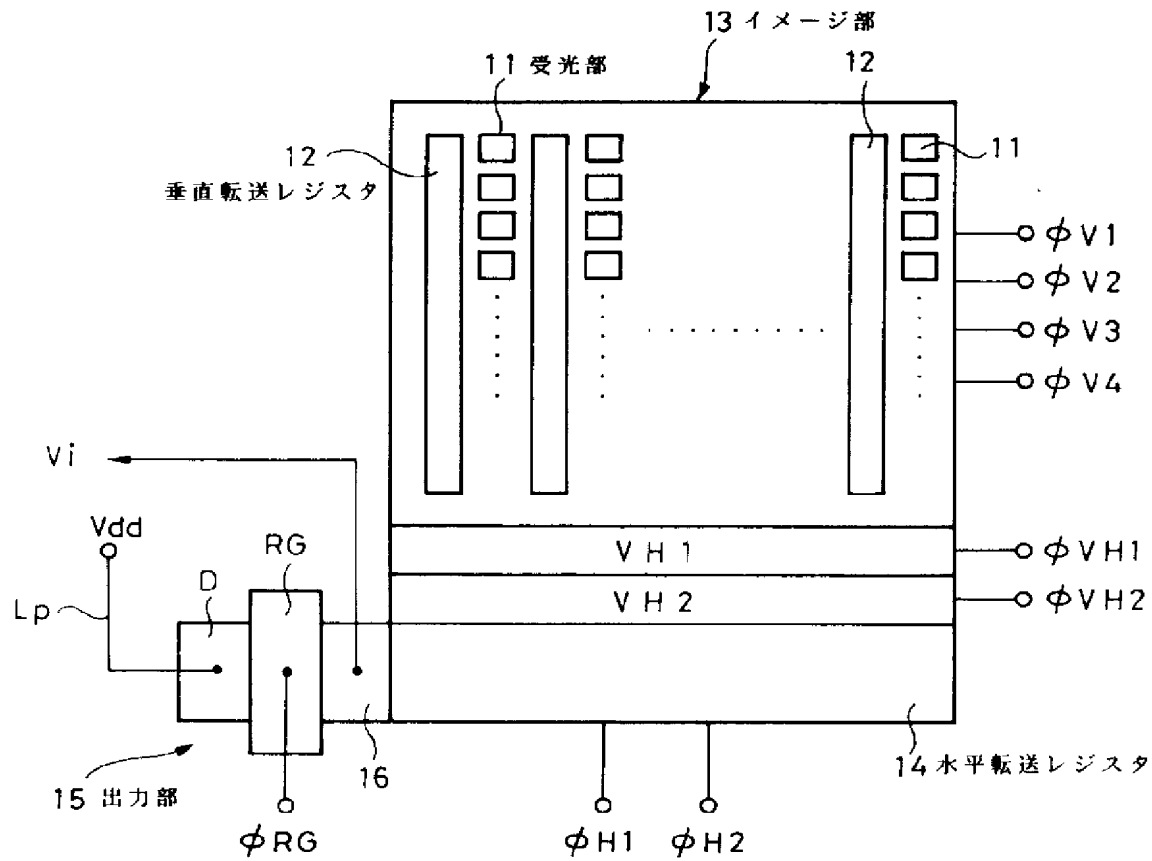 13 イメージ部
11 受光部
12
12
垂直転送レジスタ
11
φV1
φV2
φV3
φV4
Vi
Vdd
RG
D
Lp
VH1
φVH1
VH2
φVH2
16
14 水平転送レジスタ
15 出力部
φRG
φH1
φH2